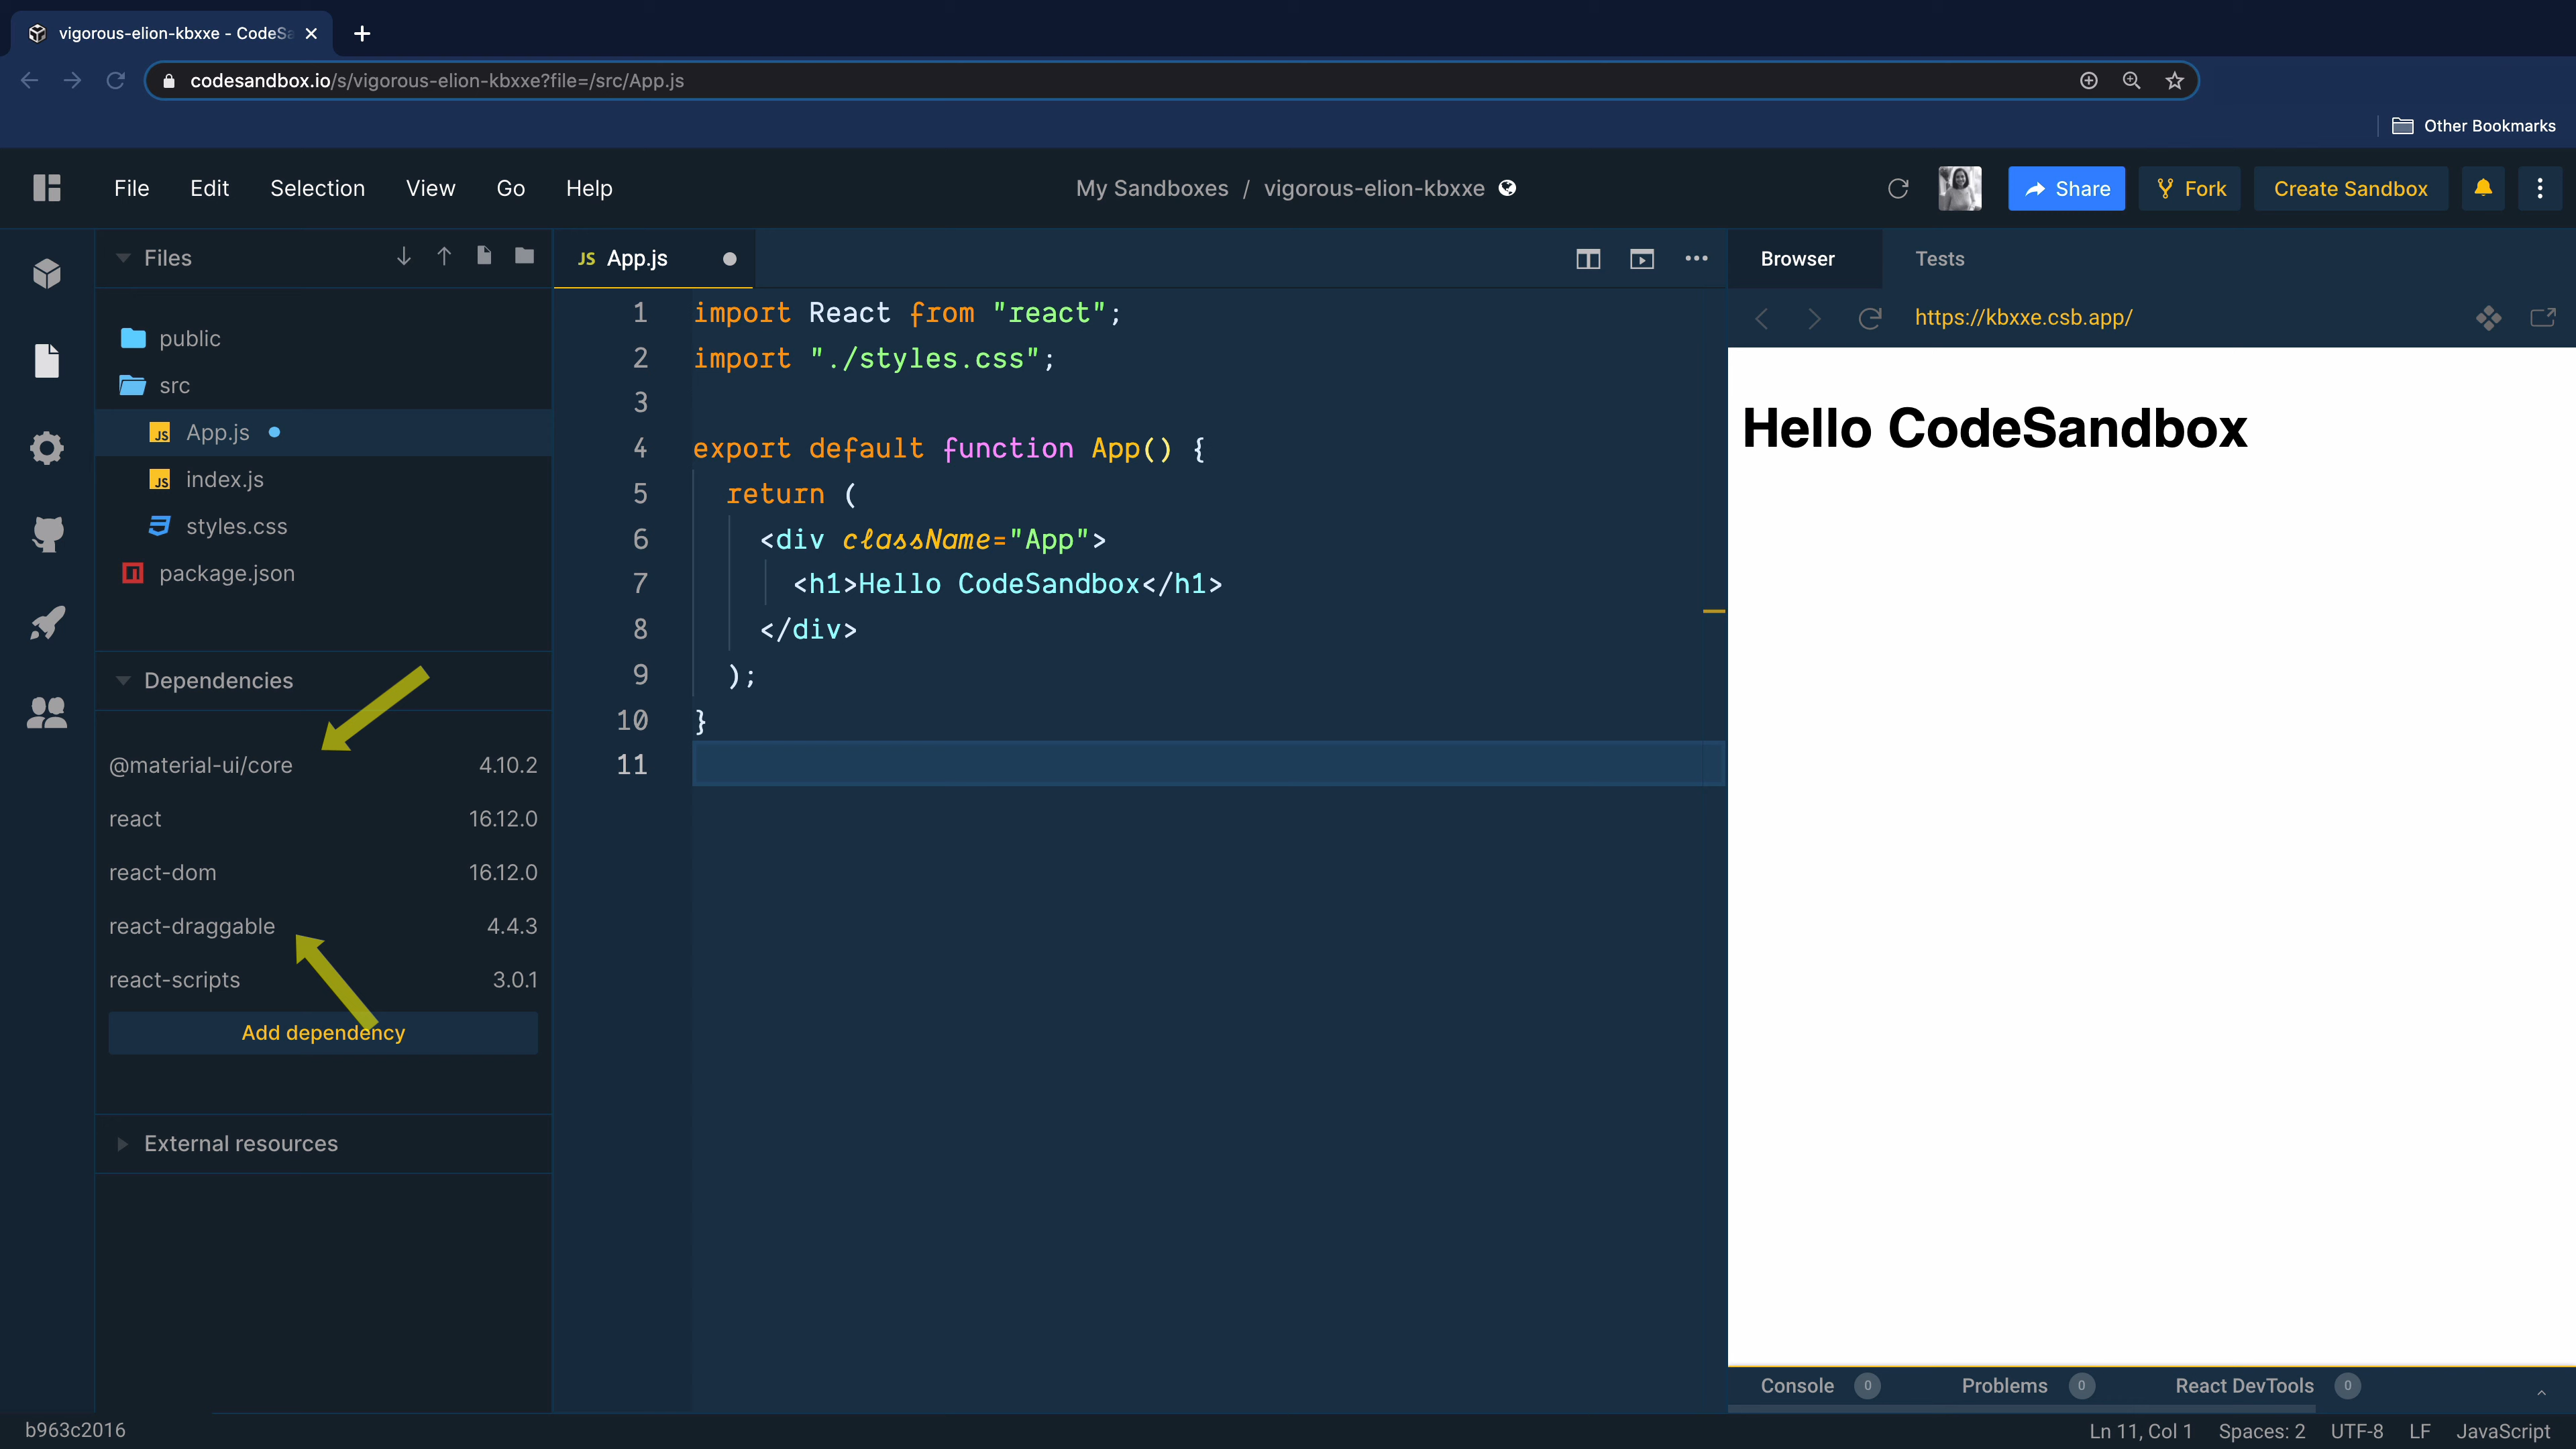 vigorous-elion-kbxxe - CodeSa
codesandbox.io/s/vigorous-elion-kbxxe?file=/src/App.js
Other Bookmarks
File Edit Selection View Go Help
My Sandboxes / vigorous-elion-kbxxe
Share Fork Create Sandbox
Files
public
src
JS App.js
JS index.js
styles.css
package.json
Dependencies
@material-ui/core 4.10.2
react 16.12.0
react-dom 16.12.0
react-draggable 4.4.3
react-scripts 3.0.1
Add dependency
External resources
JS App.js
1 import React from "react";
2 import "./styles.css";
3
4 export default function App() {
5 return (
6 <div className="App">
7 <h1>Hello CodeSandbox</h1>
8 </div>
9 );
10 }
11
Browser Tests
https://kbxxe.csb.app/
Hello CodeSandbox
Console 0 Problems 0 React DevTools 0
b963c2016
Ln 11, Col 1 Spaces: 2 UTF-8 LF JavaScript